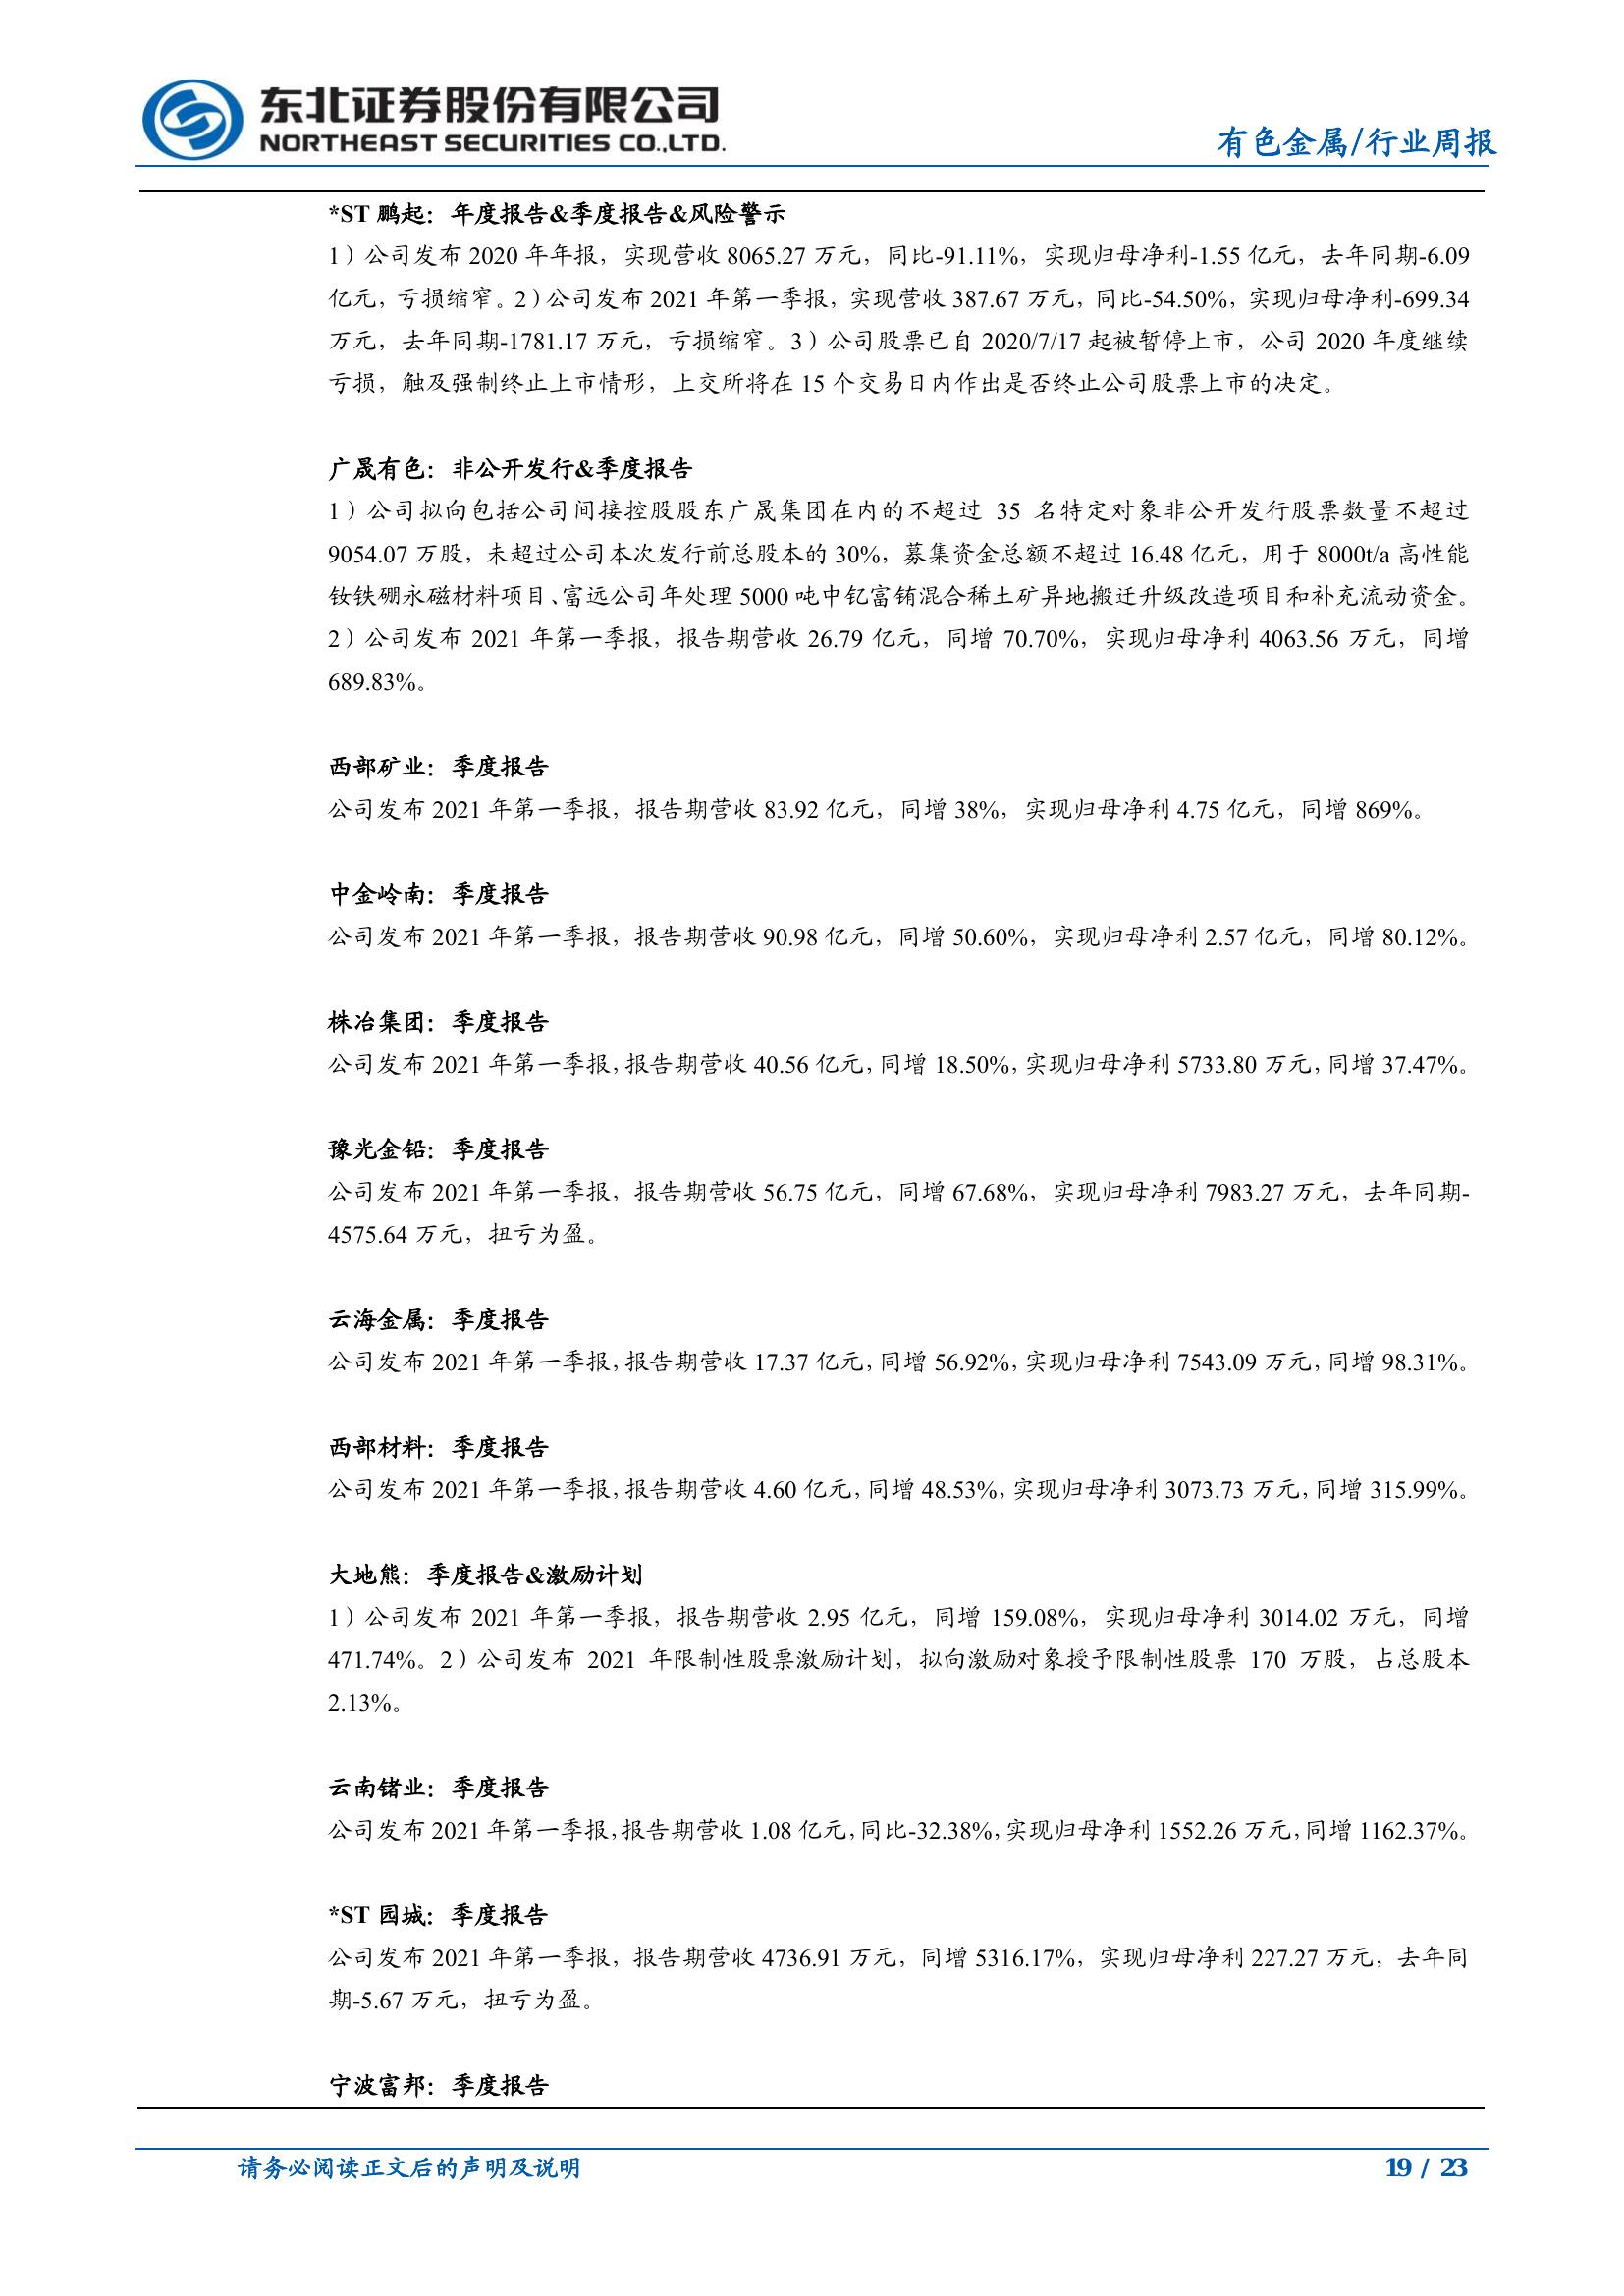 东北证券股份有限公司
NORTHEAST SECURITIES CO.,LTD.
有色金属/行业周报
*ST 鹏起：年度报告&季度报告&风险警示
1）公司发布 2020 年年报，实现营收 8065.27 万元，同比-91.11%，实现归母净利-1.55 亿元，去年同期-6.09
亿元，亏损缩窄。2）公司发布 2021 年第一季报，实现营收 387.67 万元，同比-54.50%，实现归母净利-699.34
万元，去年同期-1781.17 万元，亏损缩窄。3）公司股票已自 2020/7/17 起被暂停上市，公司 2020 年度继续
亏损，触及强制终止上市情形，上交所将在 15 个交易日内作出是否终止公司股票上市的决定。
广晟有色：非公开发行&季度报告
1）公司拟向包括公司间接控股股东广晟集团在内的不超过 35 名特定对象非公开发行股票数量不超过
9054.07 万股，未超过公司本次发行前总股本的 30%，募集资金总额不超过 16.48 亿元，用于 8000t/a 高性能
钕铁硼永磁材料项目、富远公司年处理 5000 吨中钇富铕混合稀土矿异地搬迁升级改造项目和补充流动资金。
2）公司发布 2021 年第一季报，报告期营收 26.79 亿元，同增 70.70%，实现归母净利 4063.56 万元，同增
689.83%。
西部矿业：季度报告
公司发布 2021 年第一季报，报告期营收 83.92 亿元，同增 38%，实现归母净利 4.75 亿元，同增 869%。
中金岭南：季度报告
公司发布 2021 年第一季报，报告期营收 90.98 亿元，同增 50.60%，实现归母净利 2.57 亿元，同增 80.12%。
株冶集团：季度报告
公司发布 2021 年第一季报，报告期营收 40.56 亿元，同增 18.50%，实现归母净利 5733.80 万元，同增 37.47%。
豫光金铅：季度报告
公司发布 2021 年第一季报，报告期营收 56.75 亿元，同增 67.68%，实现归母净利 7983.27 万元，去年同期-
4575.64 万元，扭亏为盈。
云海金属：季度报告
公司发布 2021 年第一季报，报告期营收 17.37 亿元，同增 56.92%，实现归母净利 7543.09 万元，同增 98.31%。
西部材料：季度报告
公司发布 2021 年第一季报，报告期营收 4.60 亿元，同增 48.53%，实现归母净利 3073.73 万元，同增 315.99%。
大地熊：季度报告&激励计划
1）公司发布 2021 年第一季报，报告期营收 2.95 亿元，同增 159.08%，实现归母净利 3014.02 万元，同增
471.74%。2）公司发布 2021 年限制性股票激励计划，拟向激励对象授予限制性股票 170 万股，占总股本
2.13%。
云南锗业：季度报告
公司发布 2021 年第一季报，报告期营收 1.08 亿元，同比-32.38%，实现归母净利 1552.26 万元，同增 1162.37%。
*ST 园城：季度报告
公司发布 2021 年第一季报，报告期营收 4736.91 万元，同增 5316.17%，实现归母净利 227.27 万元，去年同
期-5.67 万元，扭亏为盈。
宁波富邦：季度报告
请务必阅读正文后的声明及说明
19 / 23